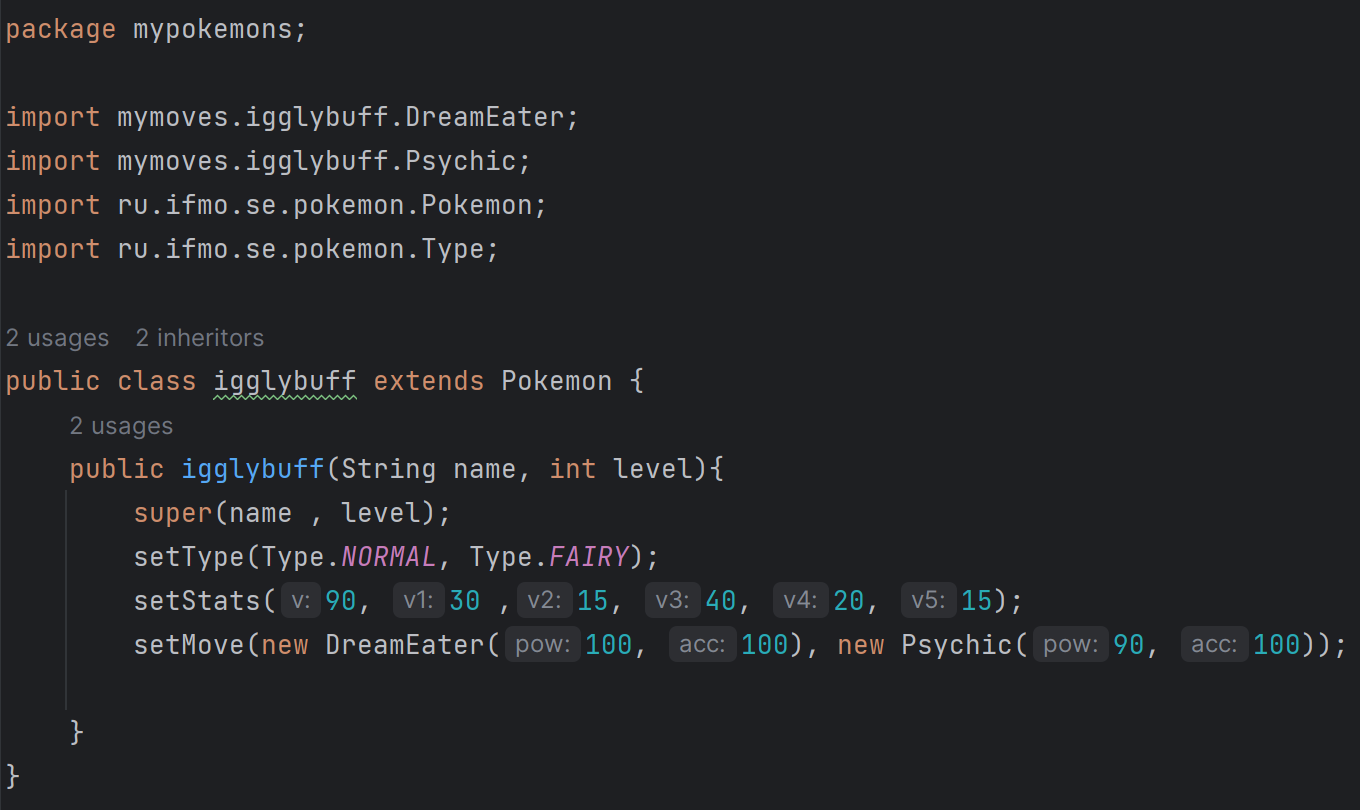 package mypokemons;
import mymoves.igglybuff.DreamEater;
import mymoves.igglybuff.Psychic;
import ru.ifmo.se.pokemon.Pokemon;
import ru.ifmo.se.pokemon.Type;
2 usages 2 inheritors
public class igglybuff extends Pokemon {
2 usages
public igglybuff(String name, int level){
super(name , level);
setType(Type.NORMAL, Type.FAIRY);
setStats( v: 90, v1: 30 , v2: 15, v3: 40, v4: 20, v5: 15);
setMove(new DreamEater( pow: 100, acc: 100), new Psychic( pow: 90, acc: 100));
}
}